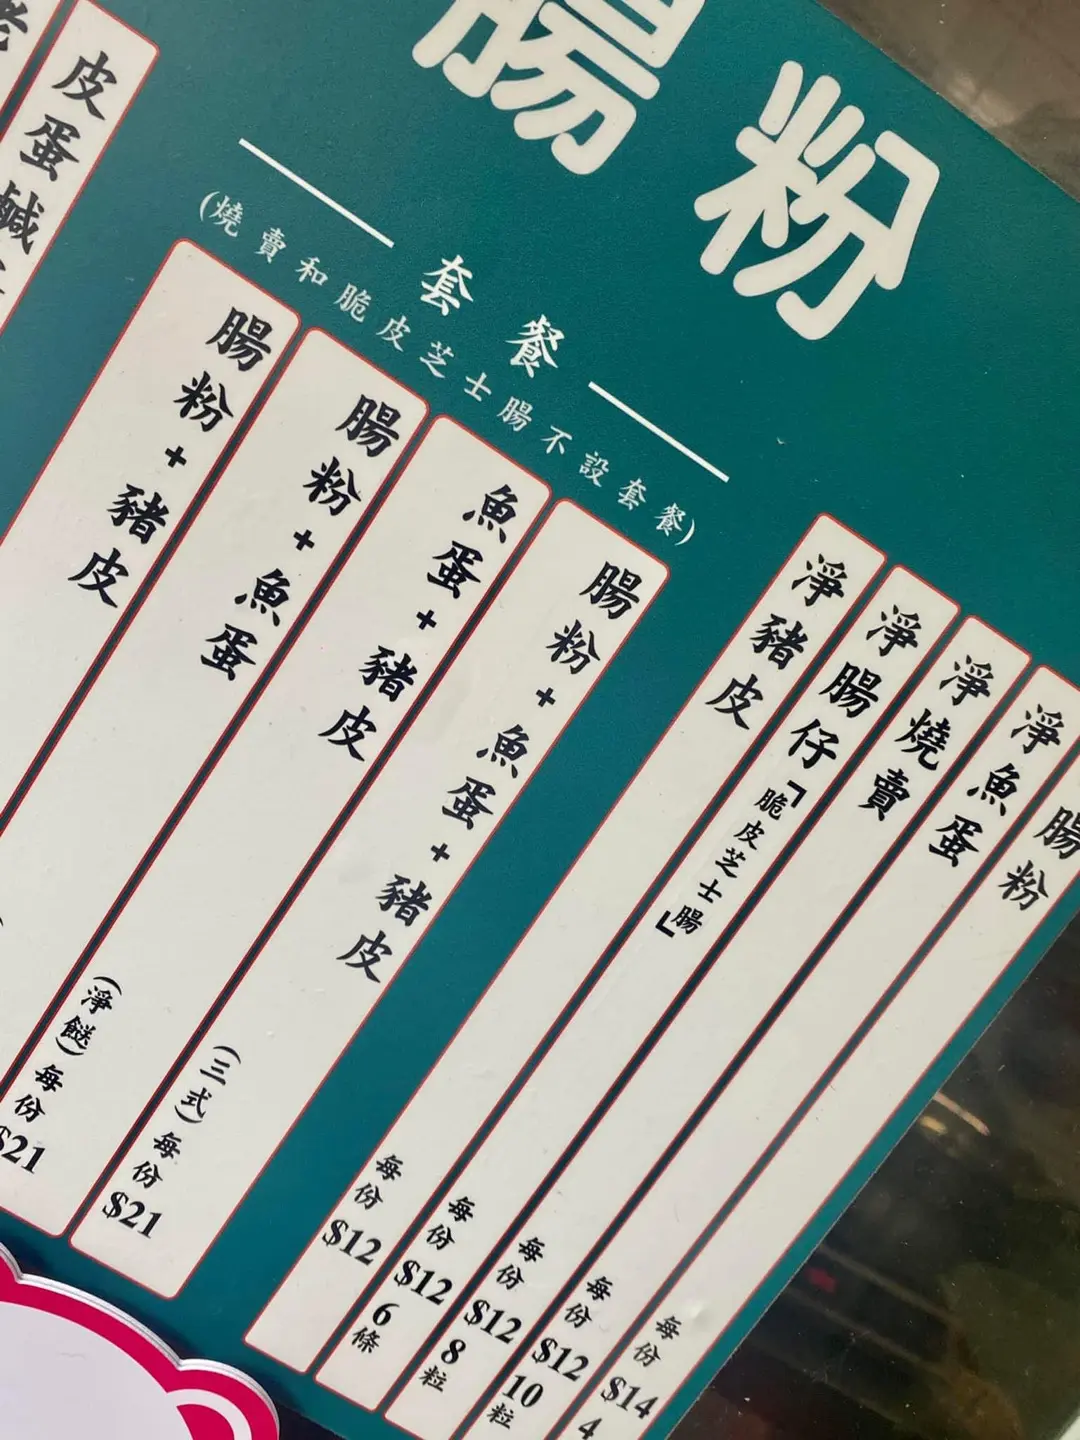 腸粉
套餐
(燒賣和脆皮芝士腸不設套餐)
腸粉 每份 $14 4
淨魚蛋 每份 $12 10粒
淨燒賣 每份 $12 8粒
淨腸仔「脆皮芝士腸」 每份 $12 6條
淨豬皮 每份 $12
腸粉+魚蛋+豬皮 (三式) 每份 $21
魚蛋+豬皮 (淨餸) 每份 $21
腸粉+魚蛋
腸粉+豬皮
皮蛋鹹